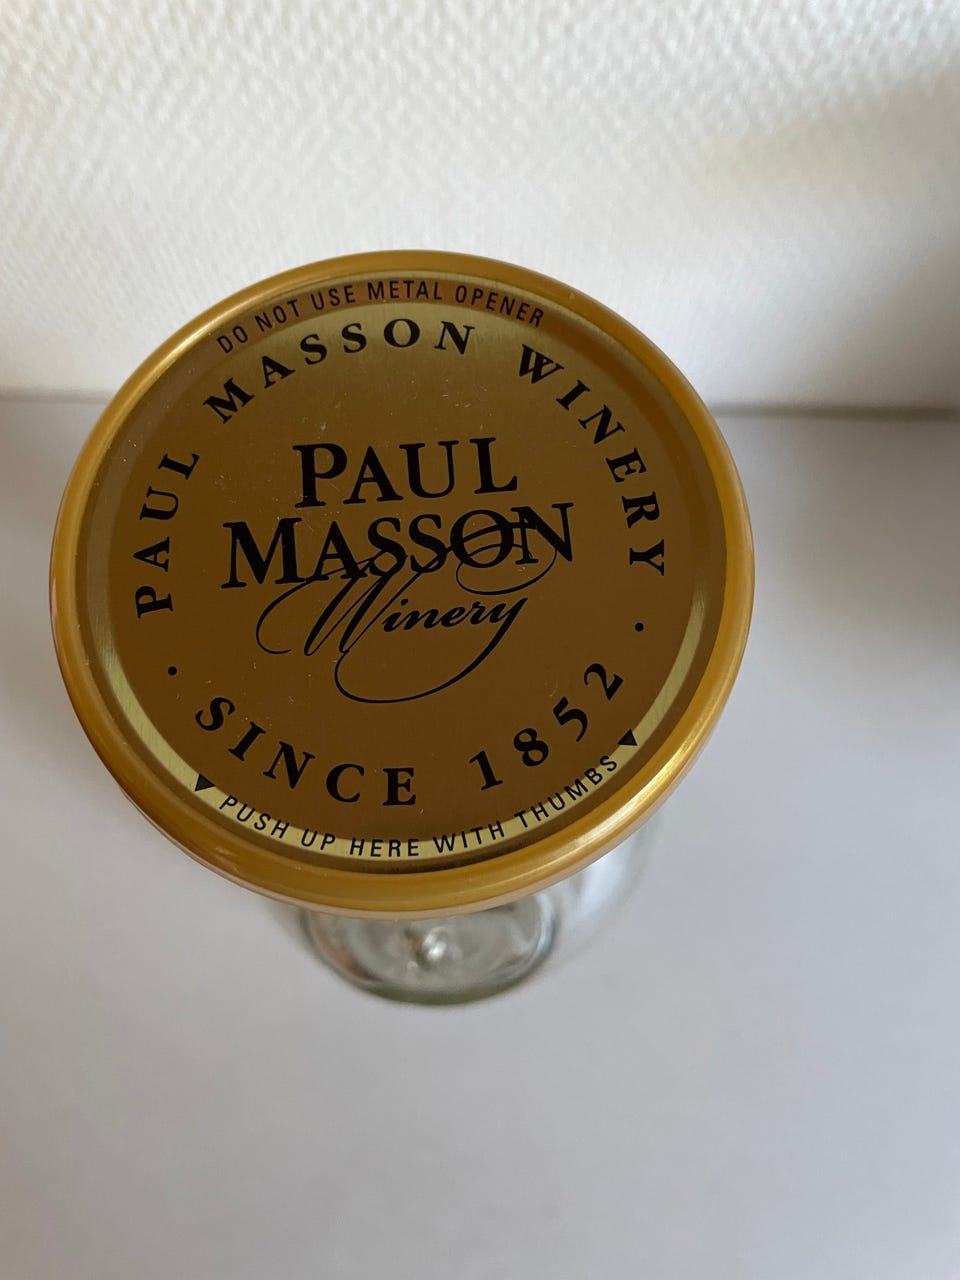 DO NOT USE METAL OPENER
PAUL MASSON WINERY
PAUL
MASSON
Winery
• SINCE 1852 •
PUSH UP HERE WITH THUMBS